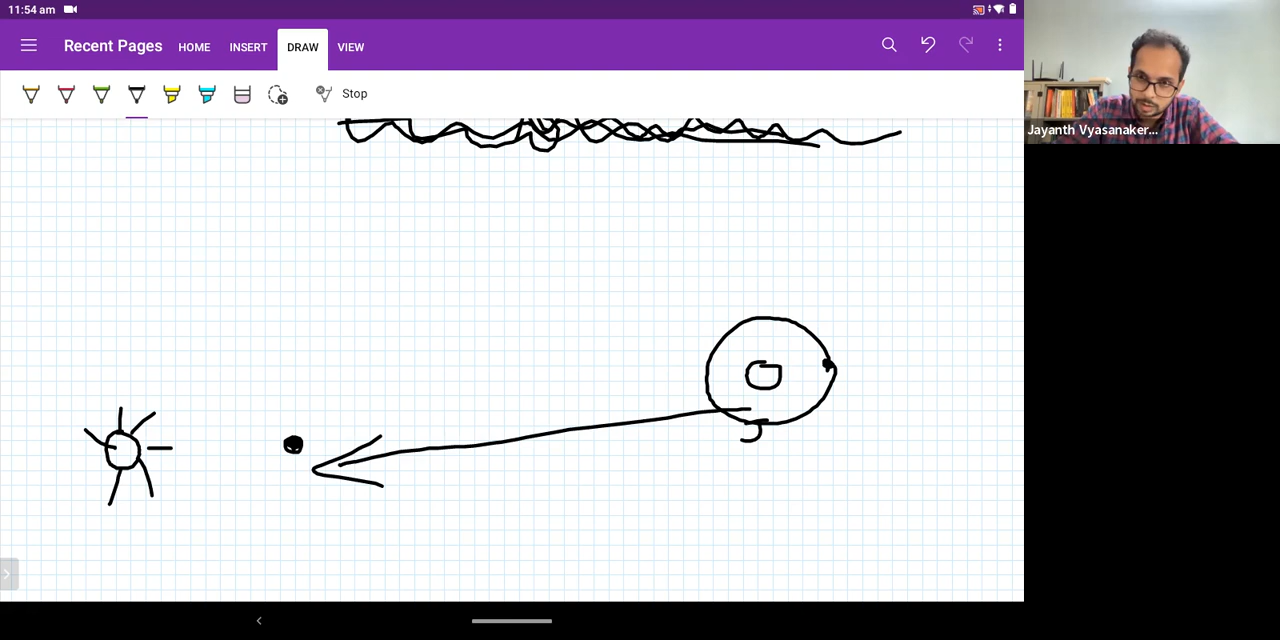 11:54 am
Recent Pages HOME INSERT DRAW VIEW
Stop
Jayanth Vyasanaker...